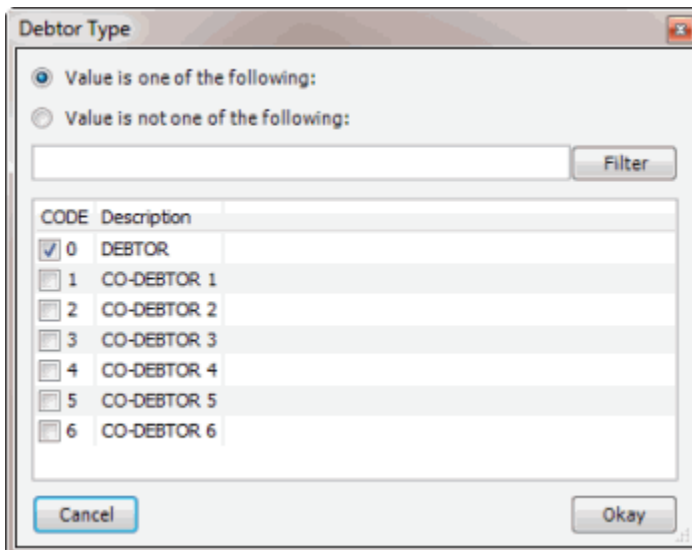 Debtor Type
Value is one of the following:
Value is not one of the following:
Filter
CODE Description
0 DEBTOR
1 CO-DEBTOR 1
2 CO-DEBTOR 2
3 CO-DEBTOR 3
4 CO-DEBTOR 4
5 CO-DEBTOR 5
6 CO-DEBTOR 6
Cancel Okay